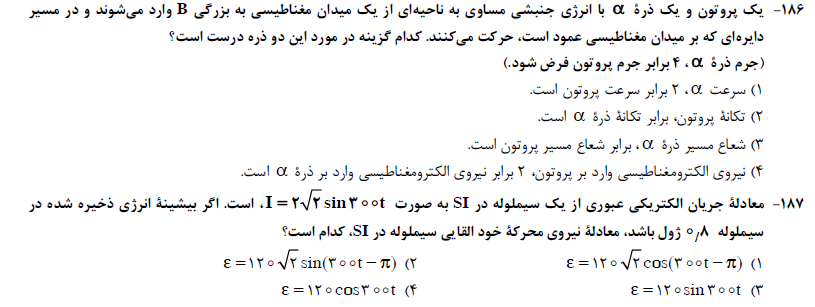 ۱۸۶- یک پروتون و یک ذرهٔ α با انرژی جنبشی مساوی به ناحیه‌ای از یک میدان مغناطیسی به بزرگی B وارد می‌شوند و در مسیر
دایره‌ای که بر میدان مغناطیسی عمود است، حرکت می‌کنند. کدام گزینه در مورد این دو ذره درست است؟
(جرم ذرهٔ α، ۴ برابر جرم پروتون فرض شود.)
۱) سرعت α، ۲ برابر سرعت پروتون است.
۲) تکانهٔ پروتون، برابر تکانهٔ ذرهٔ α است.
۳) شعاع مسیر ذرهٔ α، برابر شعاع مسیر پروتون است.
۴) نیروی الکترومغناطیسی وارد بر پروتون، ۲ برابر نیروی الکترومغناطیسی وارد بر ذرهٔ α است.
۱۸۷- معادلهٔ جریان الکتریکی عبوری از یک سیملوله در SI به صورت I = ۲√۲ sin ۳۰۰t، است. اگر بیشینهٔ انرژی ذخیره شده در
سیملوله ۰/۸ ژول باشد، معادلهٔ نیروی محرکهٔ خود القایی سیملوله در SI، کدام است؟
۱) ε = ۱۲۰√۲ cos(۳۰۰t − π) ۲) ε = ۱۲۰√۲ sin(۳۰۰t − π)
۳) ε = ۱۲۰ sin ۳۰۰t ۴) ε = ۱۲۰ cos ۳۰۰t